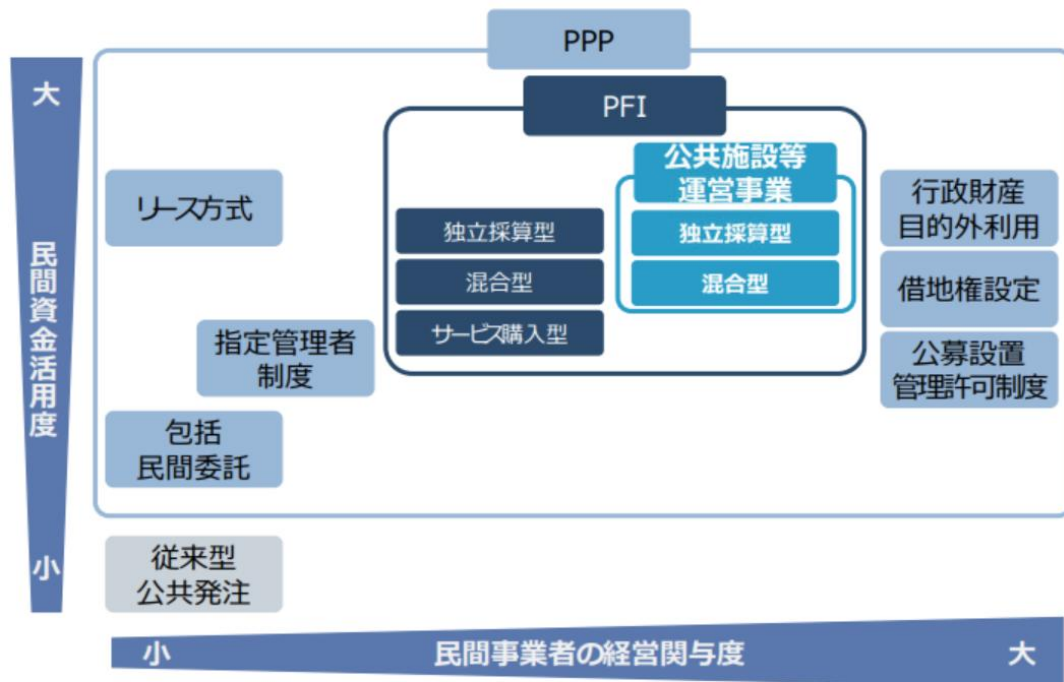 PPP
大
PFI
公共施設等
運営事業
リース方式
行政財産
目的外利用
独立採算型
独立採算型
民間資金活用度
混合型
混合型
借地権設定
サービス購入型
指定管理者
制度
公募設置
管理許可制度
包括
民間委託
従来型
公共発注
小
小
民間事業者の経営関与度
大